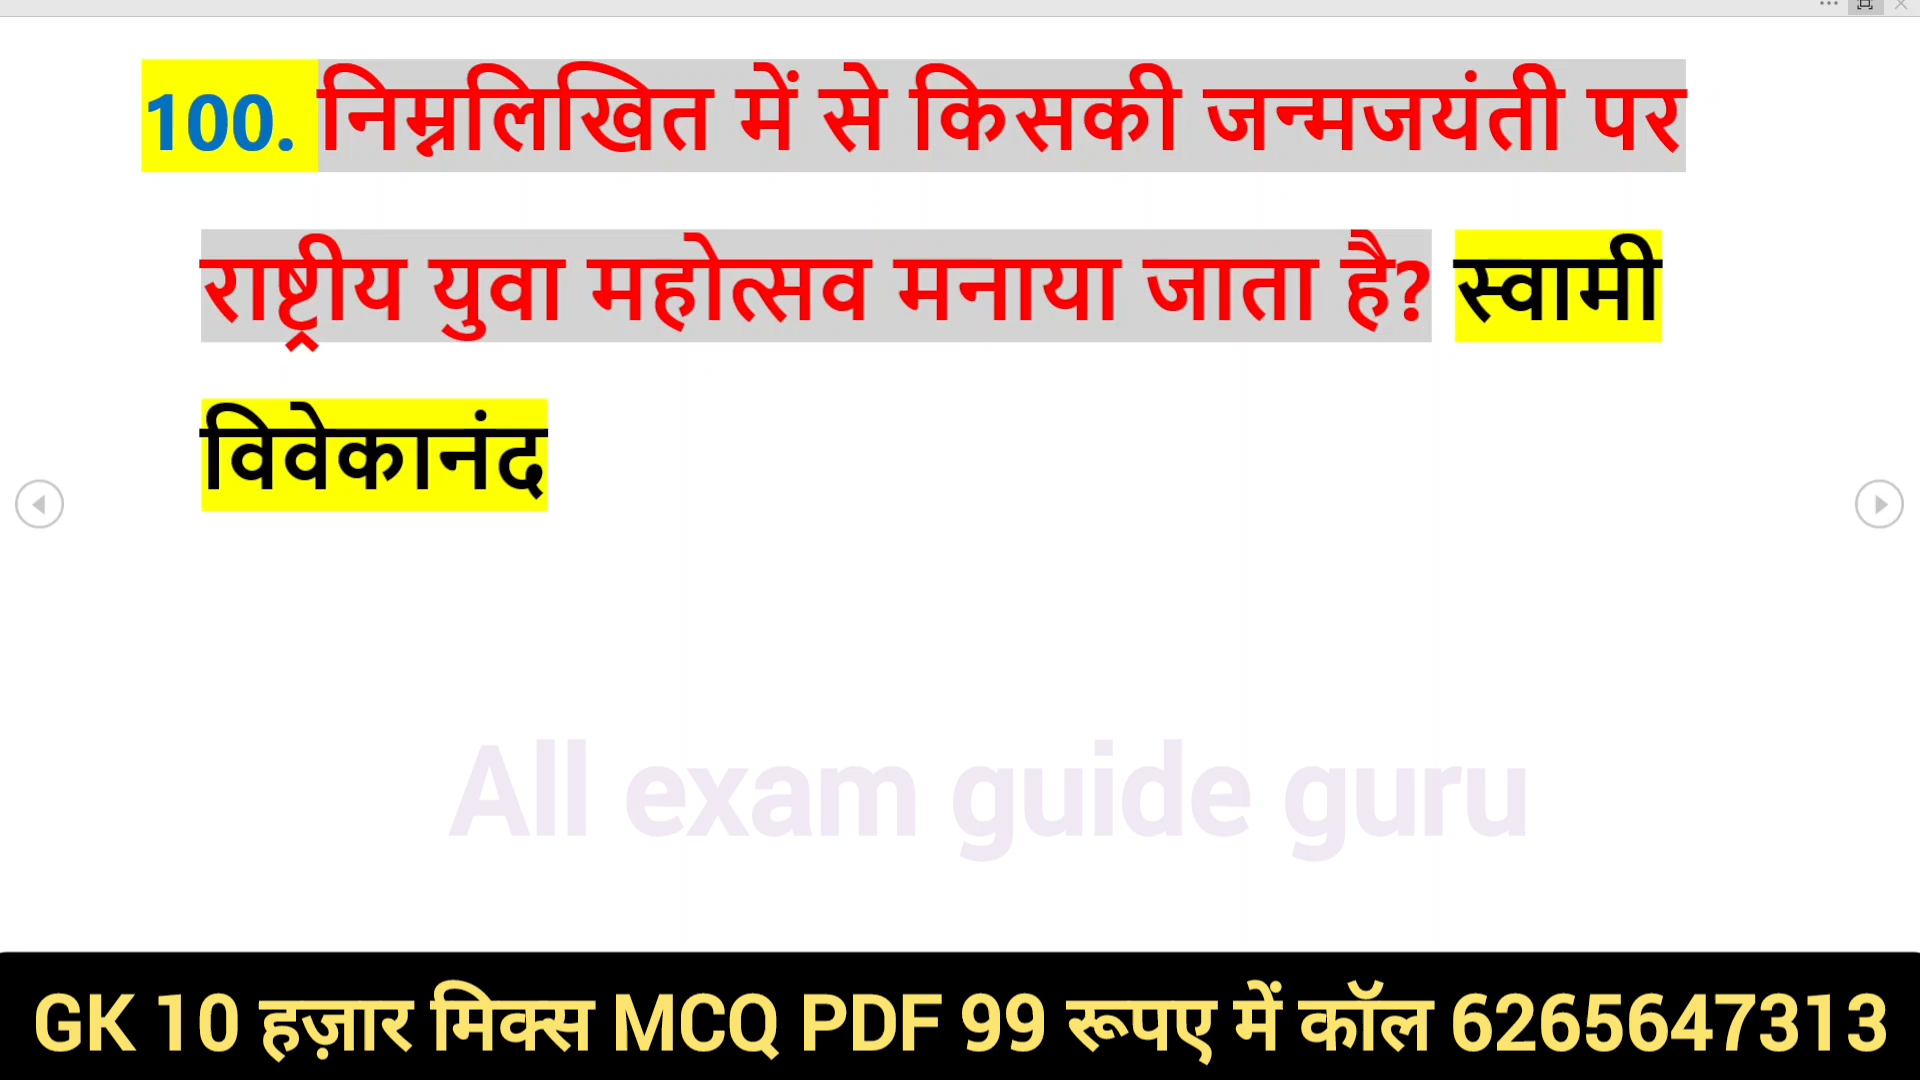 100. निम्नलिखित में से किसकी जन्मजयंती पर
राष्ट्रीय युवा महोत्सव मनाया जाता है? स्वामी
विवेकानंद
All exam guide guru
GK 10 हज़ार मिक्स MCQ PDF 99 रूपए में कॉल 6265647313